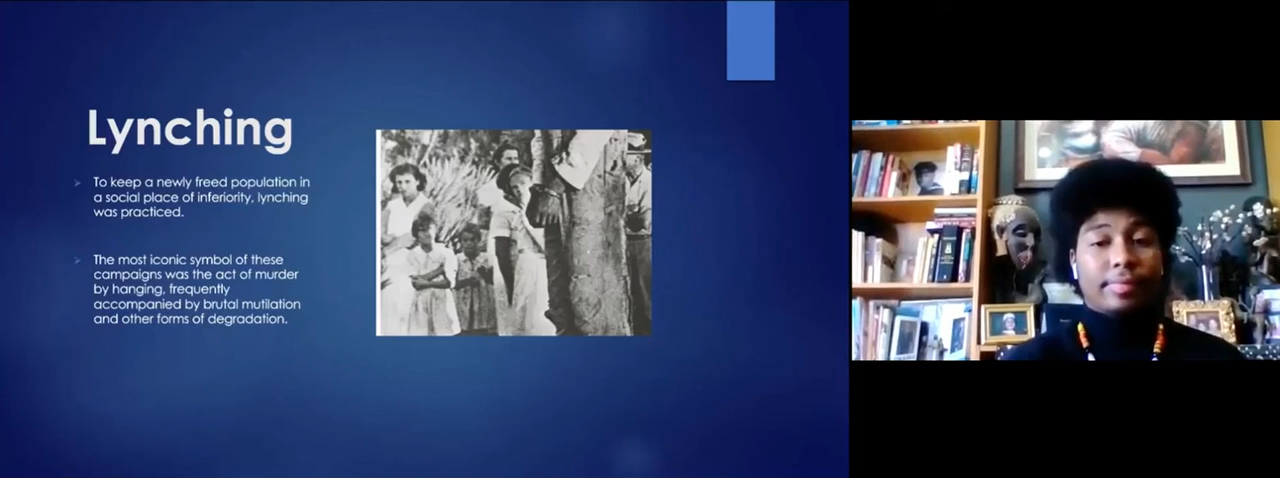 Lynching
To keep a newly freed population in
a social place of inferiority, lynching
was practiced.
The most iconic symbol of these
campaigns was the act of murder
by hanging, frequently
accompanied by brutal mutilation
and other forms of degradation.